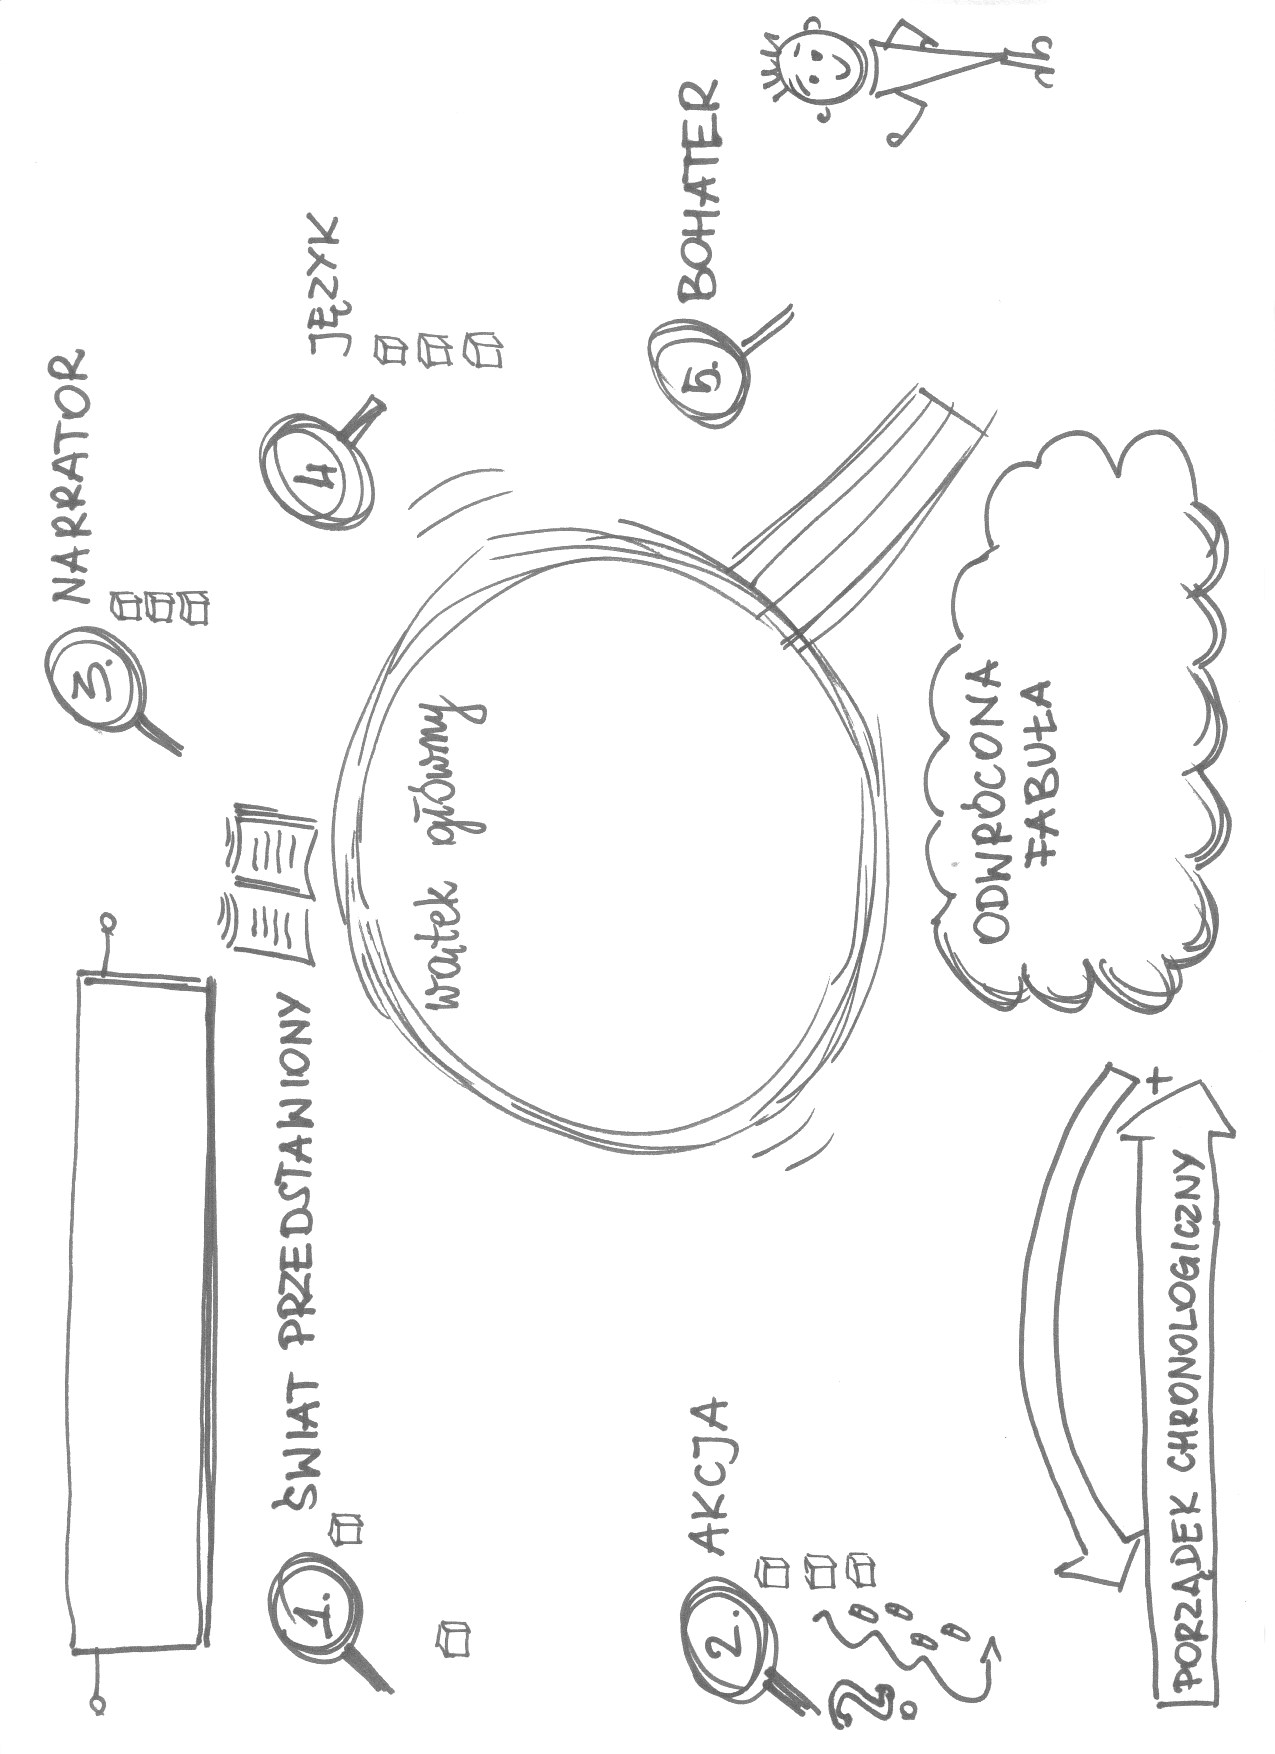 1. ŚWIAT PRZEDSTAWIONY
2. AKCJA
?
3. NARRATOR
4 JĘZYK
5. BOHATER
wątek główny
ODWRÓCONA
FABUŁA
PORZĄDEK CHRONOLOGICZNY
+